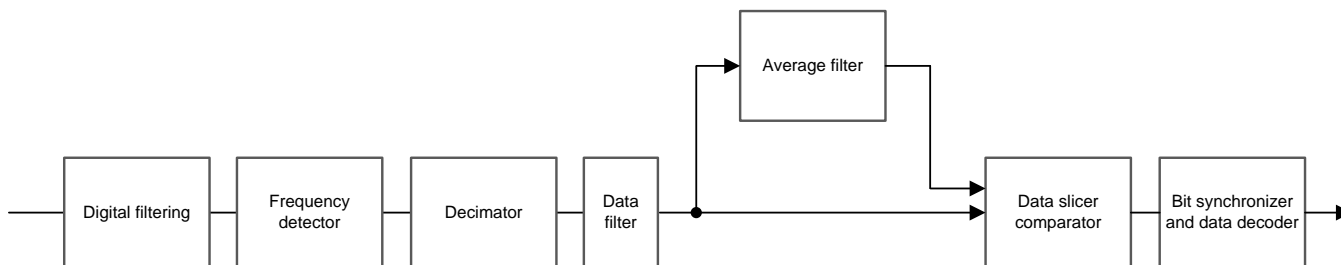 Average filter
Digital filtering
Frequency
detector
Decimator
Data
filter
Data slicer
comparator
Bit synchronizer
and data decoder